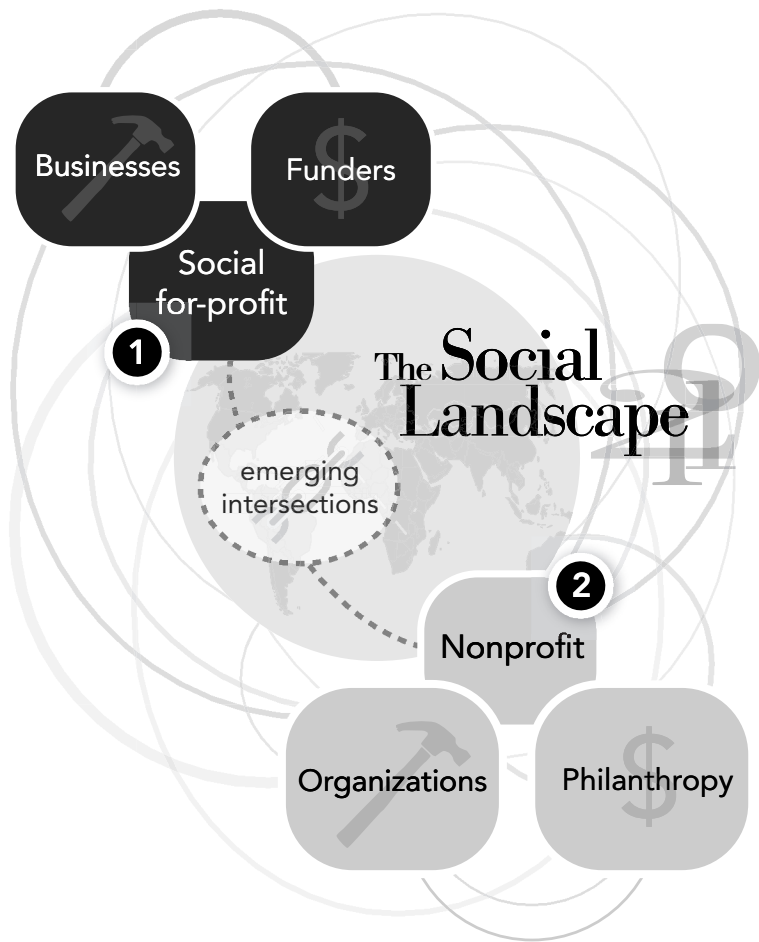 Businesses
$
Funders
Social
for-profit
1
The Social
Landscape
emerging
intersections
2
Nonprofit
Organizations
$
Philanthropy